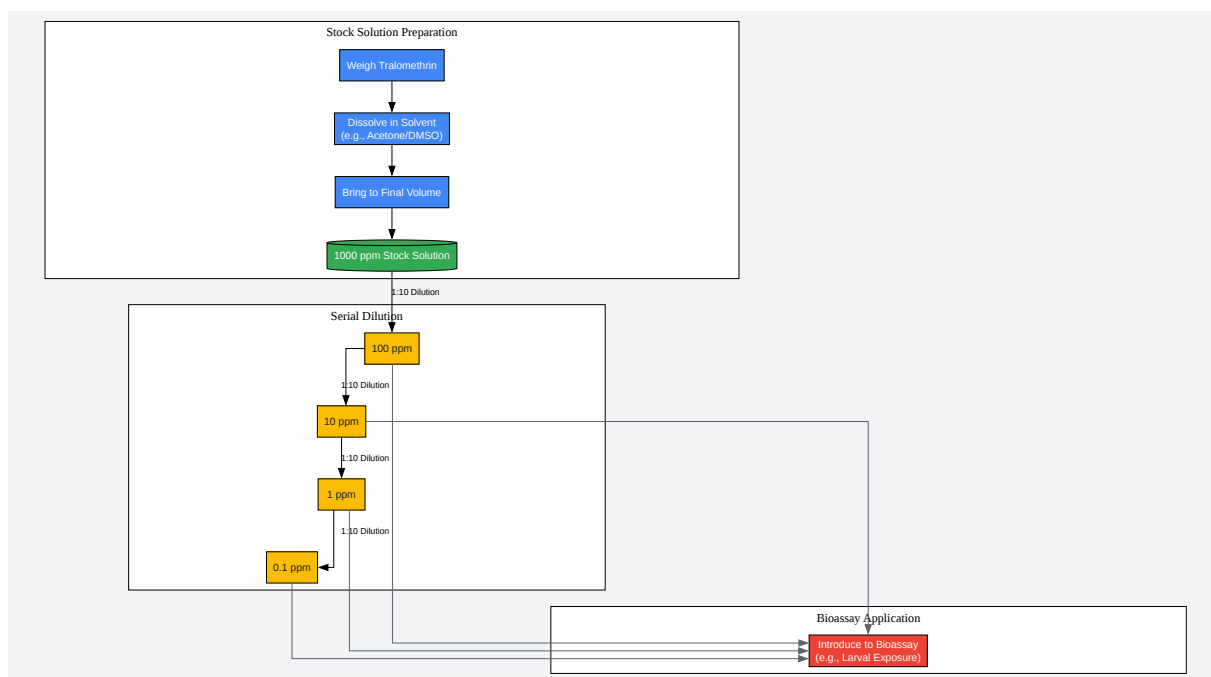 Stock Solution Preparation
Weigh Tralomethrin
Dissolve in Solvent
(e.g., Acetone/DMSO)
Bring to Final Volume
1000 ppm Stock Solution
1:10 Dilution
Serial Dilution
100 ppm
1:10 Dilution
10 ppm
1:10 Dilution
1 ppm
1:10 Dilution
0.1 ppm
Bioassay Application
Introduce to Bioassay
(e.g., Larval Exposure)